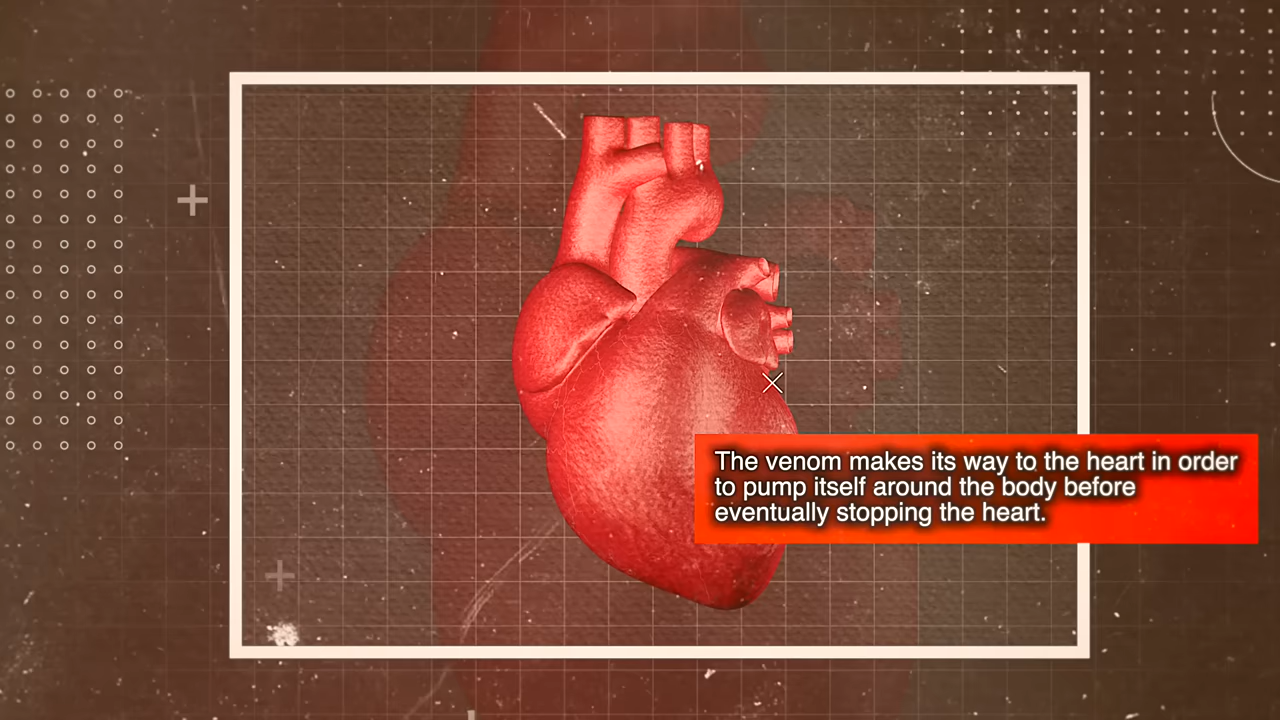 The venom makes its way to the heart in order
to pump itself around the body before
eventually stopping the heart.